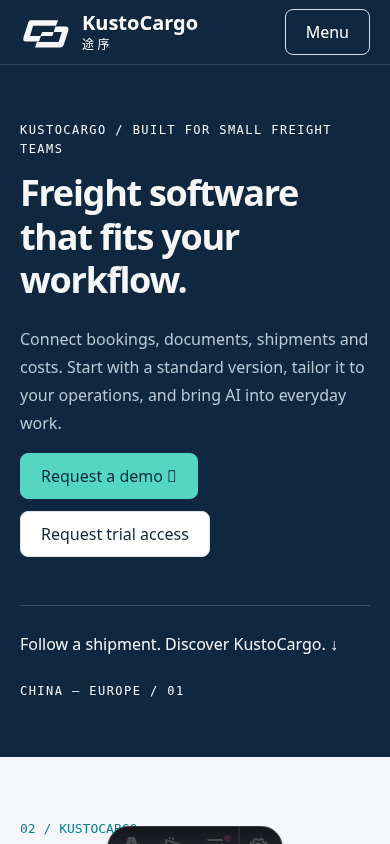 KustoCargo
途序
Menu
KUSTOCARGO / BUILT FOR SMALL FREIGHT
TEAMS
Freight software
that fits your
workflow.
Connect bookings, documents, shipments and
costs. Start with a standard version, tailor it to
your operations, and bring AI into everyday
work.
Request a demo
Request trial access
Follow a shipment. Discover KustoCargo. ↓
CHINA — EUROPE / 01
02 / KUSTOCARGO